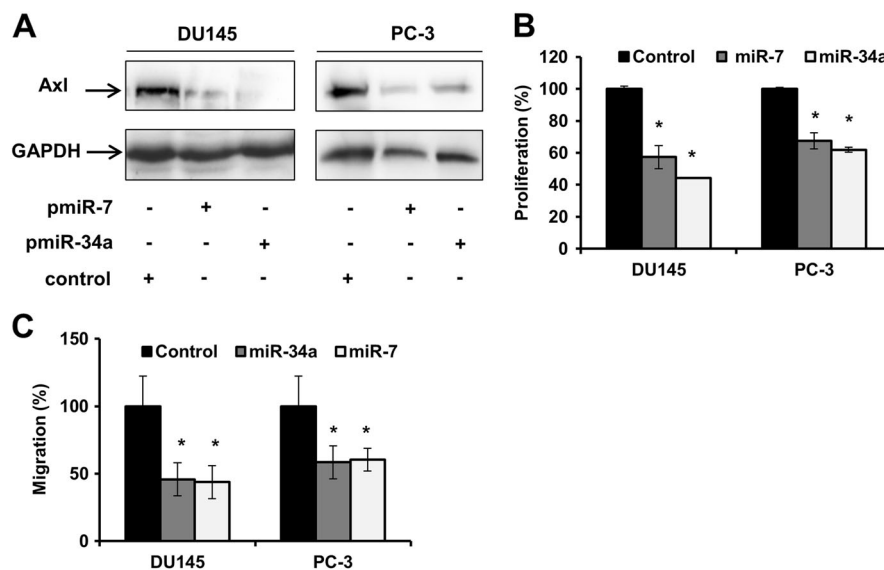 A
DU145 PC-3
Axl
GAPDH
pmiR-7 - + - - + -
pmiR-34a - - + - - +
control + - - + - -
B
Control miR-7 miR-34a
120
100
80
60
40
20
0
Proliferation (%)
* * * *
DU145 PC-3
C
150
100
50
0
Migration (%)
Control miR-34a miR-7
* * * *
DU145 PC-3